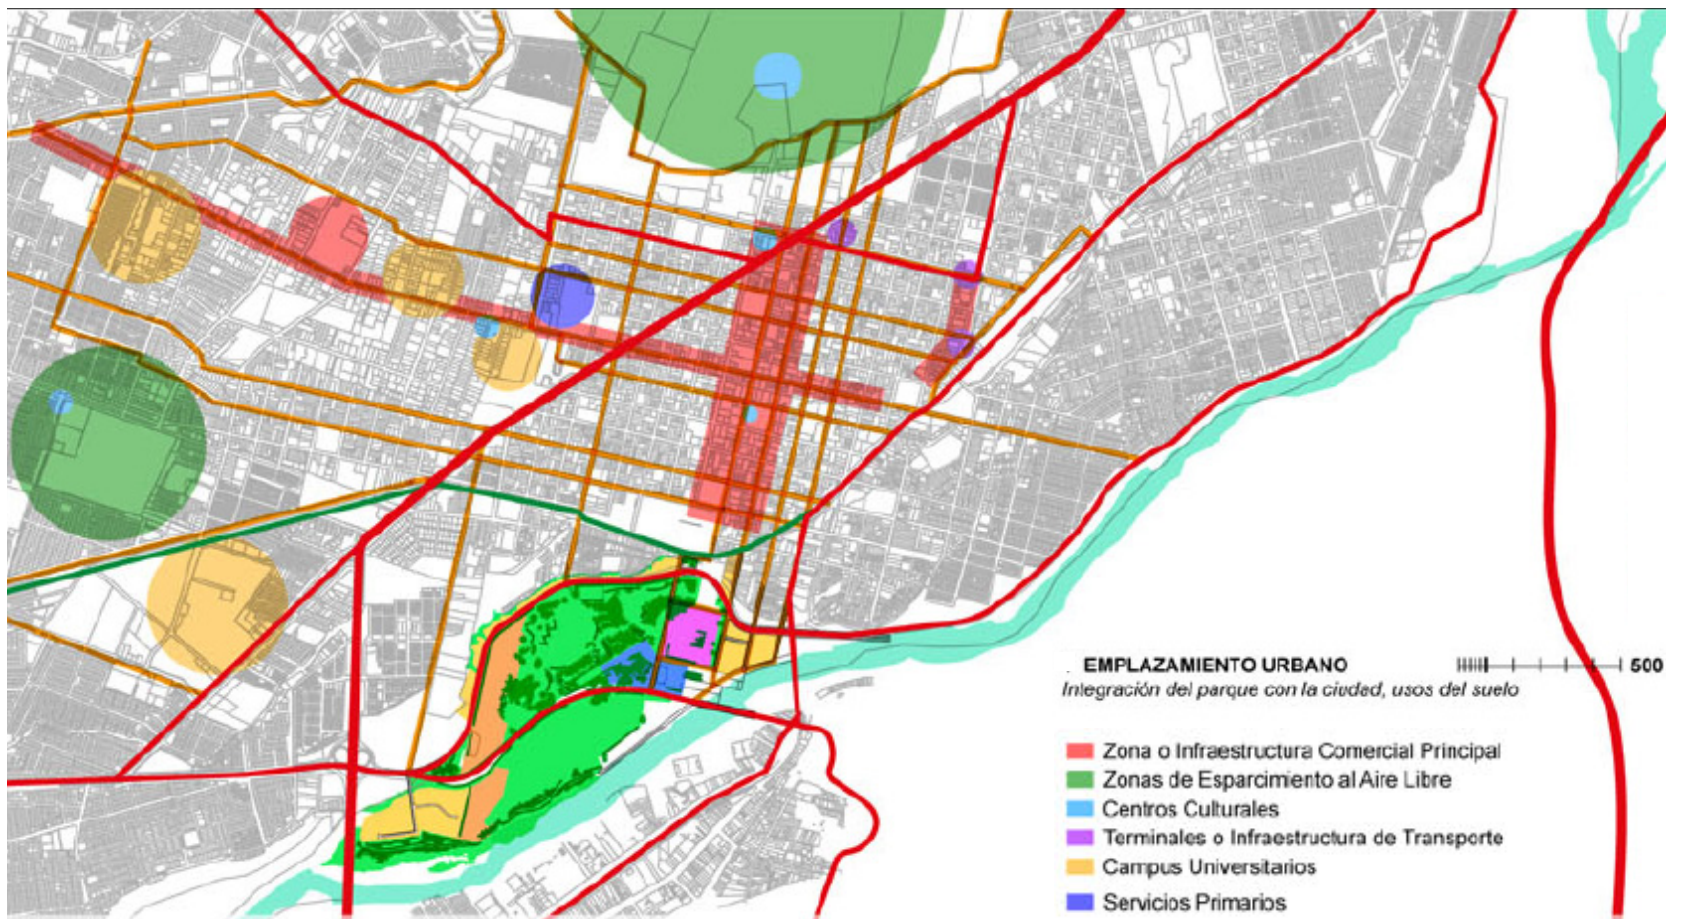 EMPLAZAMIENTO URBANO
500
Integración del parque con la ciudad, usos del suelo
Zona o Infraestructura Comercial Principal
Zonas de Esparcimiento al Aire Libre
Centros Culturales
Terminales o Infraestructura de Transporte
Campus Universitarios
Servicios Primarios